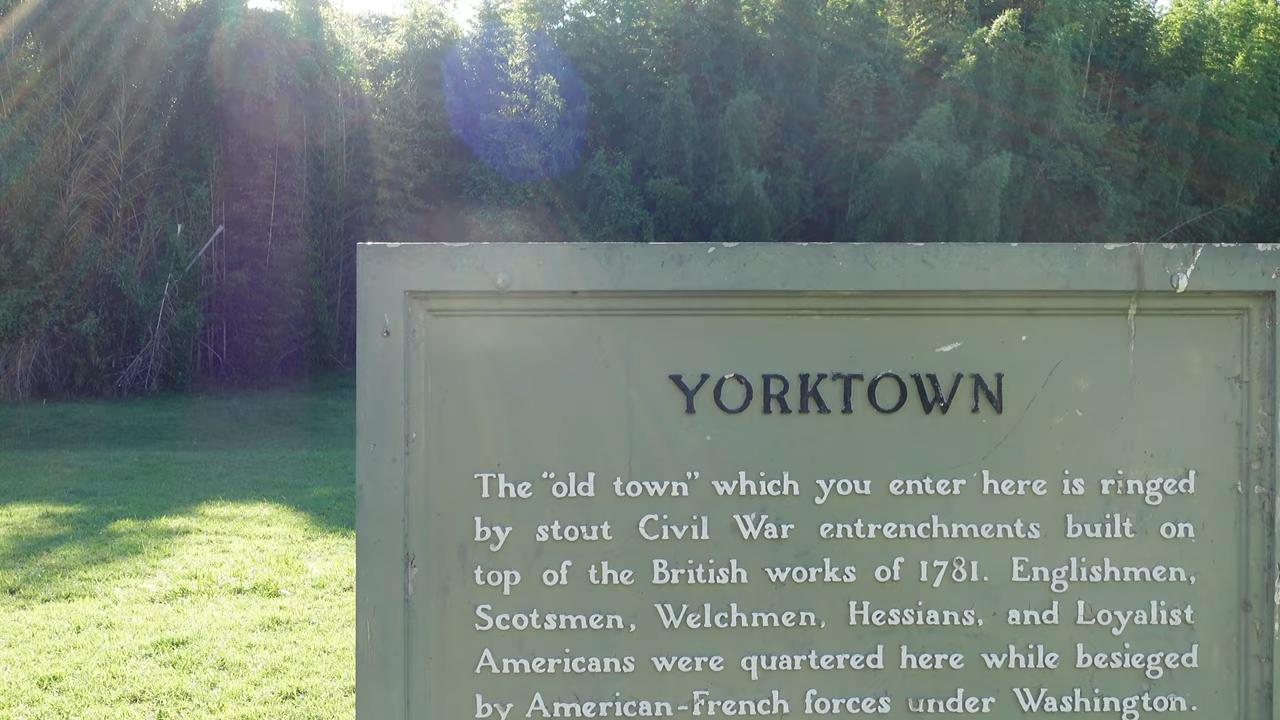 YORKTOWN
The "old town" which you enter here is ringed
by stout Civil War entrenchments built on
top of the British works of 1781. Englishmen,
Scotsmen, Welchmen, Hessians, and Loyalist
Americans were quartered here while besieged
by American-French forces under Washington.